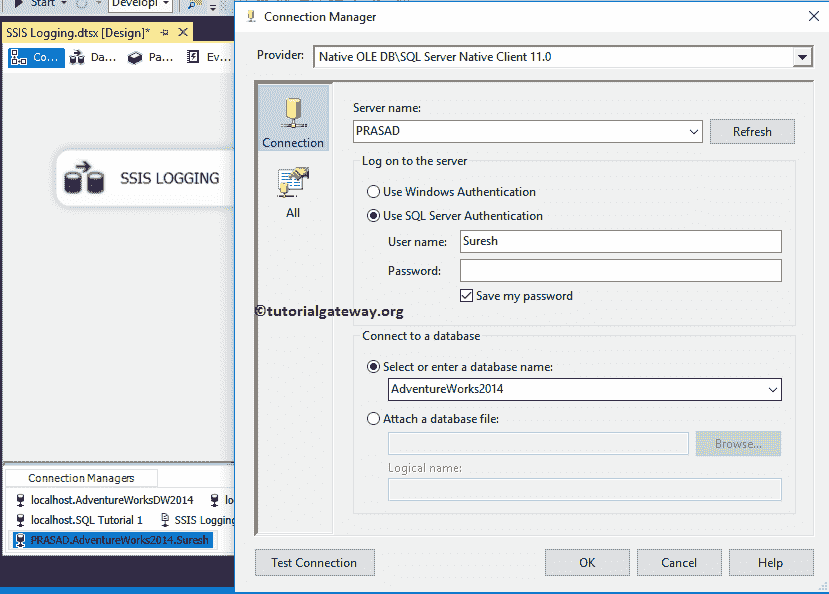 Start
Develop
Connection Manager
SSIS Logging.dtsx [Design]*
Co... Da... Pa... Ev...
Provider: Native OLE DB\SQL Server Native Client 11.0
Connection
All
Server name:
PRASAD
Refresh
Log on to the server
Use Windows Authentication
Use SQL Server Authentication
User name: Suresh
Password:
Save my password
SSIS LOGGING
©tutorialgateway.org
Connect to a database
Select or enter a database name:
AdventureWorks2014
Attach a database file:
Browse...
Logical name:
Connection Managers
localhost.AdventureWorksDW2014 lo
localhost.SQL Tutorial 1 SSIS Logging
PRASAD.AdventureWorks2014.Suresh
Test Connection OK Cancel Help